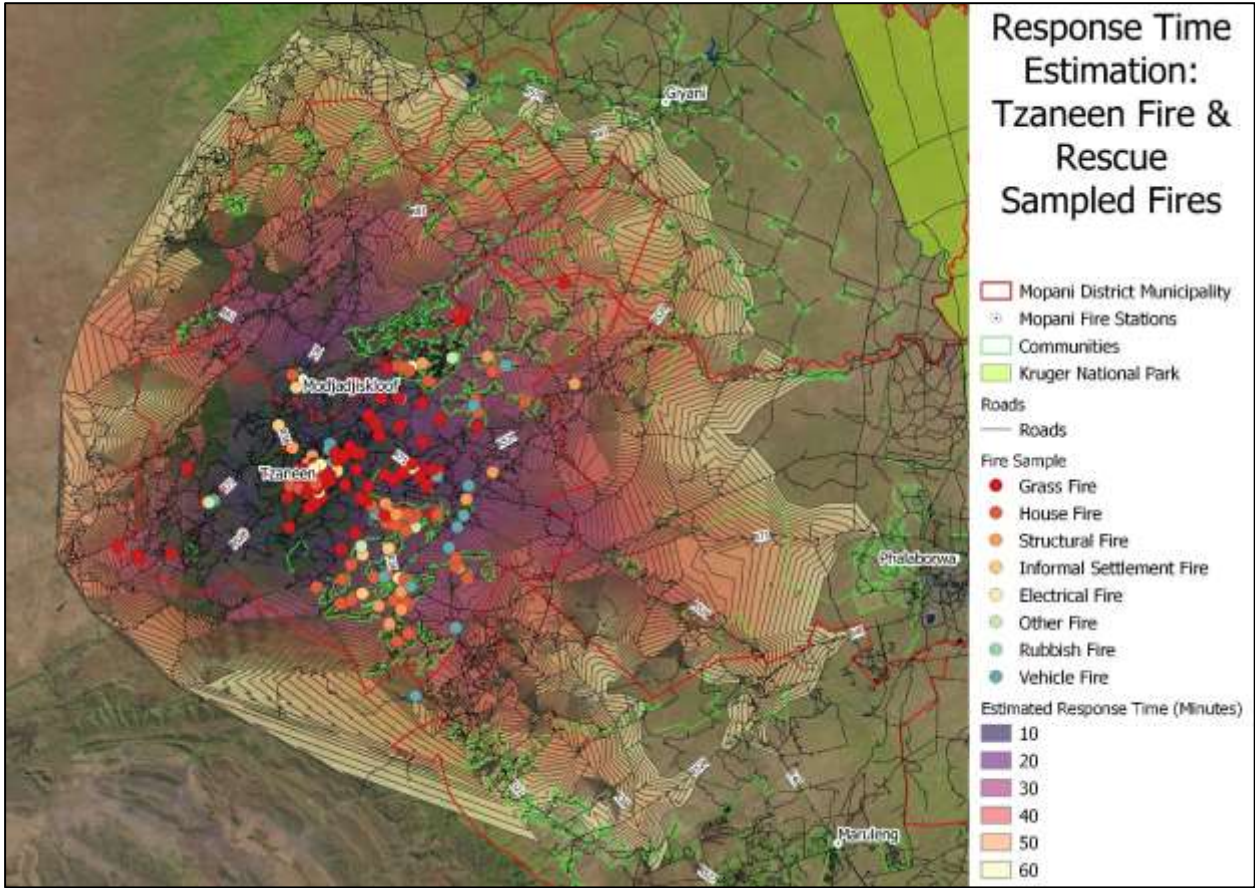 Response Time
Estimation:
Tzaneen Fire &
Rescue
Sampled Fires
Mopani District Municipality
Mopani Fire Stations
Communities
Kruger National Park
Roads
Roads
Fire Sample
Grass Fire
House Fire
Structural Fire
Informal Settlement Fire
Electrical Fire
Other Fire
Rubbish Fire
Vehicle Fire
Estimated Response Time (Minutes)
10
20
30
40
50
60
Giyani
Modjadjiskloof
Tzaneen
Phalaborwa
Maruleng